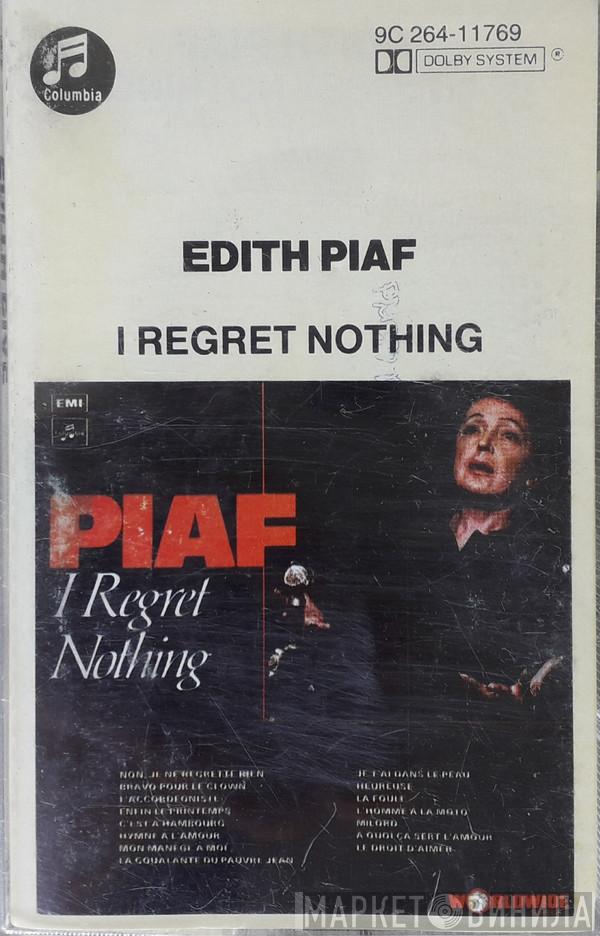 9C 264-11769
DOLBY SYSTEM ®
Columbia
EDITH PIAF
I REGRET NOTHING
EMI
PIAF
I Regret
Nothing
NON, JE NE REGRETTE RIEN
BRAVO POUR LE CLOWN
L'ACCORDEONISTE
ENFIN LE PRINTEMPS
C'EST A HAMBOURG
HYMNE A L'AMOUR
MON MANEGE A MOI
LA GOUALANTE DU PAUVRE JEAN
JE T'AI DANS LE PEAU
HEUREUSE
LA FOULE
L'HOMME À LA MOTO
MILORD
A QUOI ÇA SERT L'AMOUR
LE DROIT D'AIMER
WORLDWIDE
МАРКЕТ ВИНИЛА